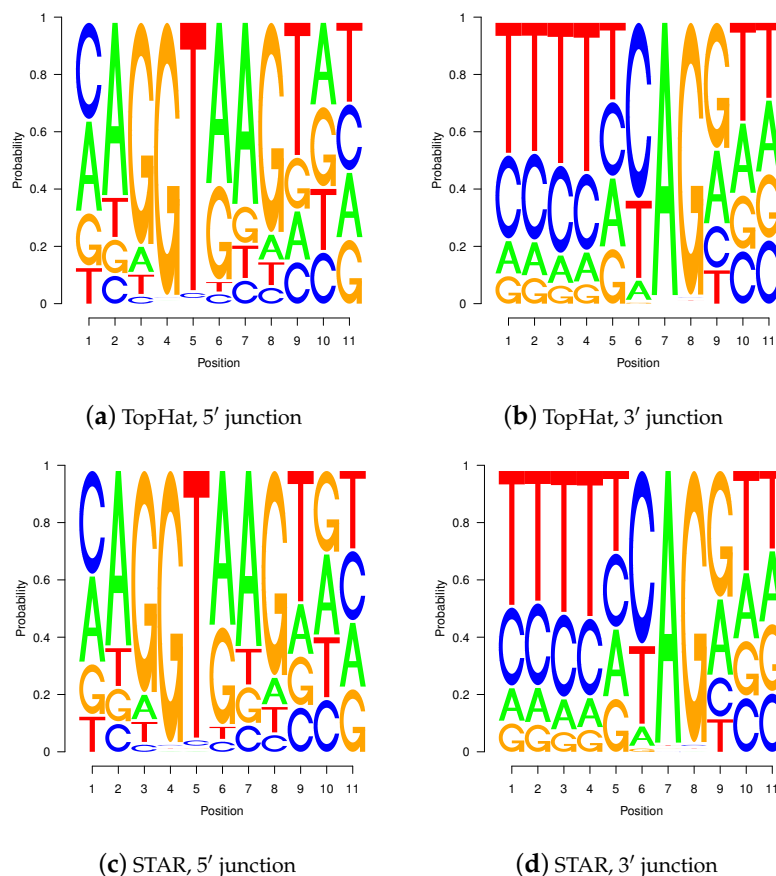 1
0.8
0.6
0.4
0.2
0
Probability
C A G T
A T G C
G A T C
G
T C
A G T C
A G T C
G A T C
T G A C
A G T C
T C A G
1 2 3 4 5 6 7 8 9 10 11
Position
(a) TopHat, 5′ junction
1
0.8
0.6
0.4
0.2
0
Probability
T C A G
T C A G
T C A G
T C A G
T C A G
C T A
A
G
G A C T
T A G C
T A G C
1 2 3 4 5 6 7 8 9 10 11
Position
(b) TopHat, 3′ junction
1
0.8
0.6
0.4
0.2
0
Probability
C A G T
A T G C
G A T C
G
T C
A G T C
A T G C
G A T C
T A G C
G A T C
T C A G
1 2 3 4 5 6 7 8 9 10 11
Position
(c) STAR, 5′ junction
1
0.8
0.6
0.4
0.2
0
Probability
T C A G
T C A G
T C A G
T C A G
T C A G
C T A G
A
G
G A C T
T A G C
T A G C
1 2 3 4 5 6 7 8 9 10 11
Position
(d) STAR, 3′ junction